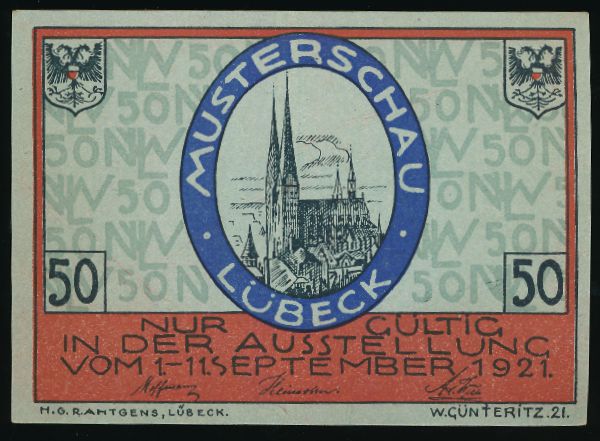 MUSTERSCHAU
· LÜBECK ·
50 50
NUR GÜLTIG
IN DER AUSSTELLUNG
VOM 1.-11.SEPTEMBER 1921.
H.G.RAHTGENS, LÜBECK. W.GÜNTERITZ.21.